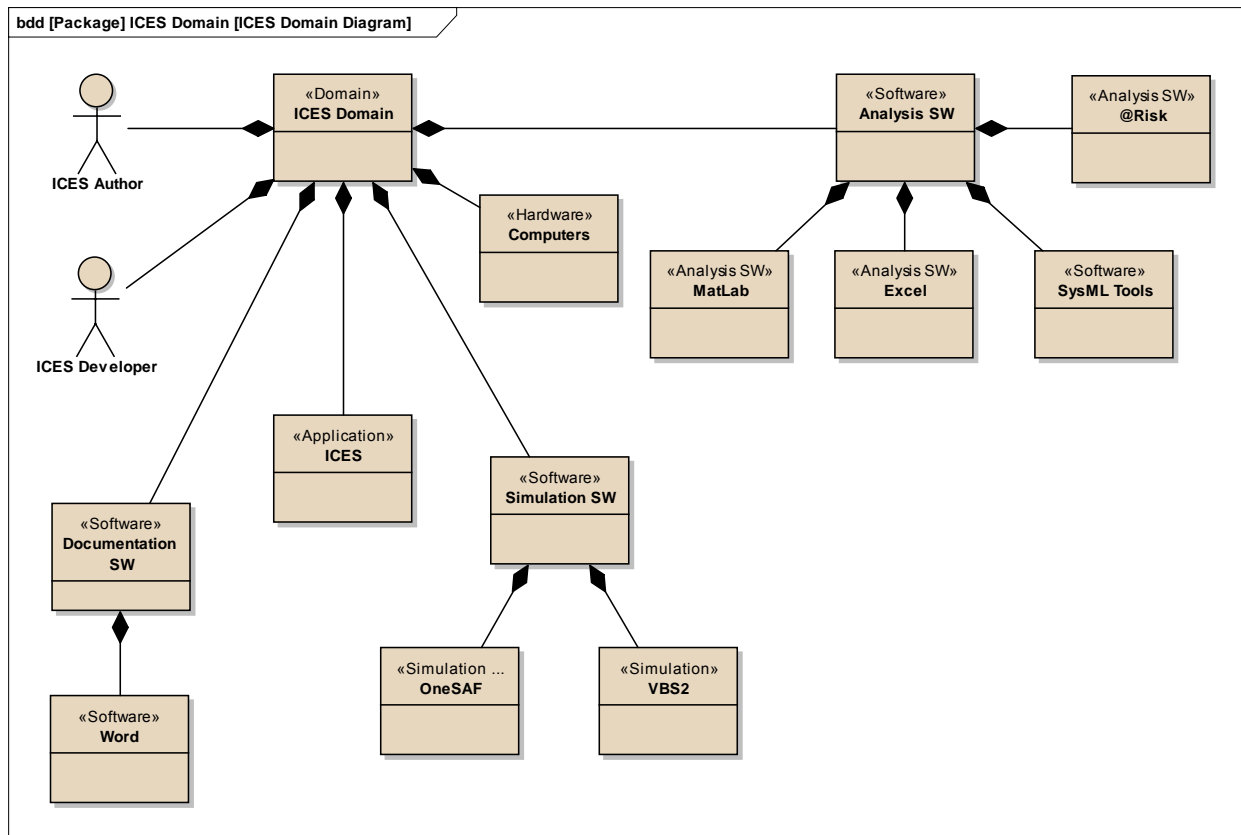 bdd [Package] ICES Domain [ICES Domain Diagram]
«Domain»
ICES Domain
«Software»
Analysis SW
«Analysis SW»
@Risk
ICES Author
«Hardware»
Computers
«Analysis SW»
MatLab
«Analysis SW»
Excel
«Software»
SysML Tools
ICES Developer
«Application»
ICES
«Software»
Simulation SW
«Software»
Documentation
SW
«Simulation ...
OneSAF
«Simulation»
VBS2
«Software»
Word